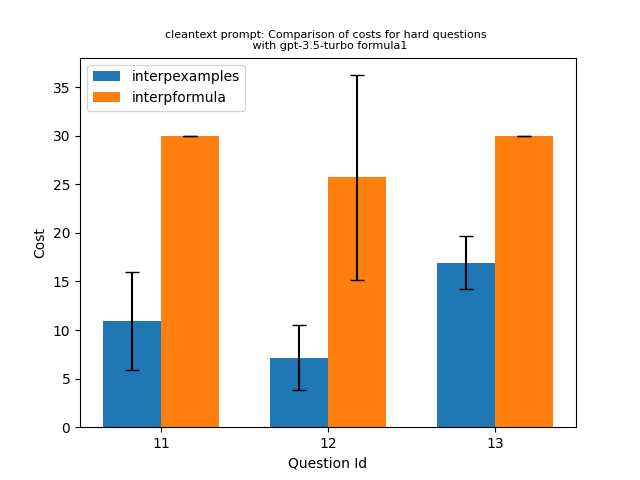 cleantext prompt: Comparison of costs for hard questions
with gpt-3.5-turbo formula1
interpexamples
interpformula
35
30
25
20
15
10
5
0
Cost
11 12 13
Question Id